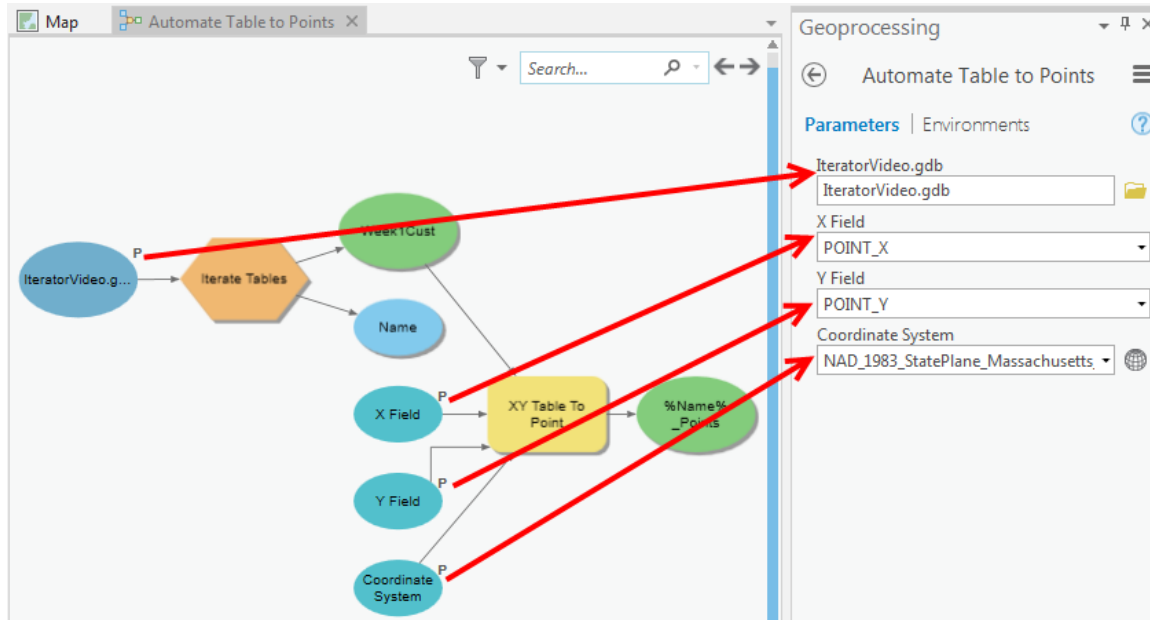 Map
Automate Table to Points
Search...
P
IteratorVideo.g...
Iterate Tables
Week1Cust
Name
X Field
P
Y Field
P
Coordinate
System
P
XY Table To
Point
%Name%
_Points
Geoprocessing
Automate Table to Points
Parameters | Environments
?
IteratorVideo.gdb
IteratorVideo.gdb
X Field
POINT_X
Y Field
POINT_Y
Coordinate System
NAD_1983_StatePlane_Massachusetts_